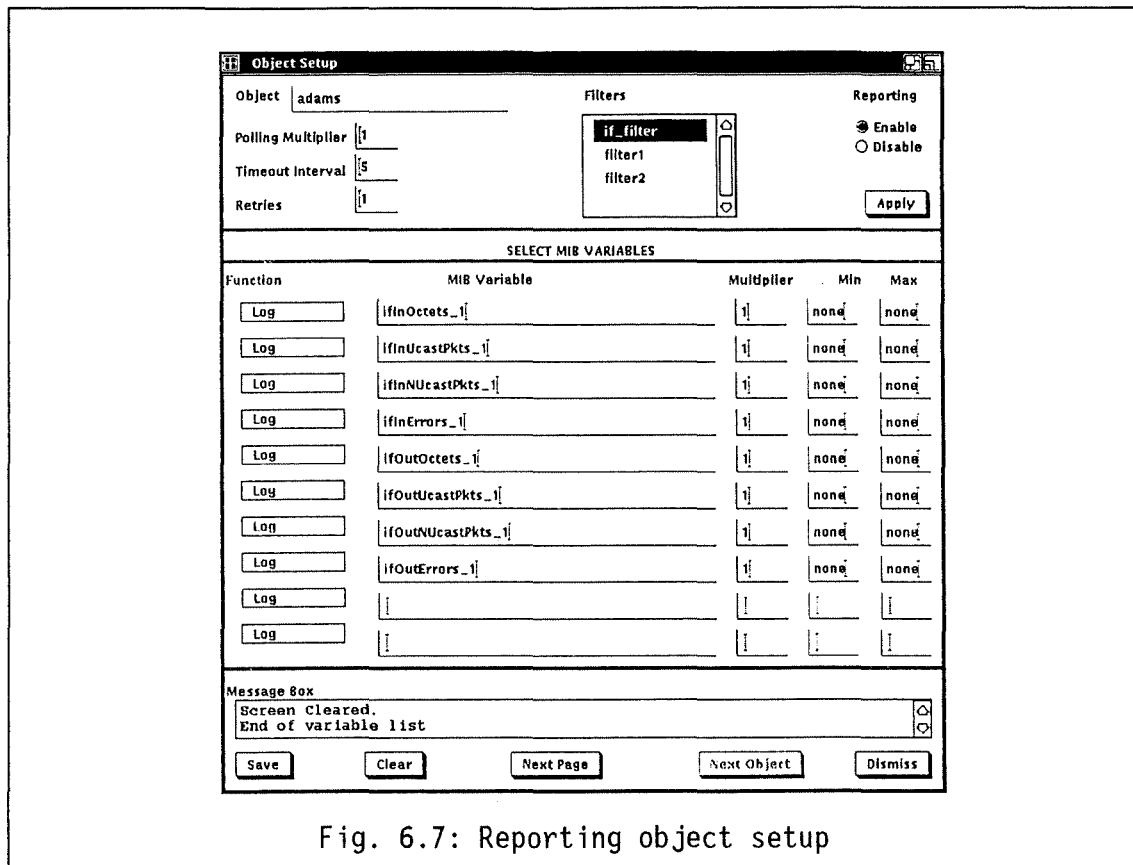 Object Setup
Object adams Filters Reporting
Polling Multiplier 1 if_filter Enable
Timeout Interval 5 filter1 Disable
Retries 1 filter2 Apply
SELECT MIB VARIABLES
Function MIB Variable Multiplier Min Max
Log ifInOctets_1 1 none none
Log ifInUcastPkts_1 1 none none
Log ifInNUcastPkts_1 1 none none
Log ifInErrors_1 1 none none
Log ifOutOctets_1 1 none none
Log ifOutUcastPkts_1 1 none none
Log ifOutNUcastPkts_1 1 none none
Log ifOutErrors_1 1 none none
Log
Log
Message Box
Screen Cleared.
End of variable list
Save Clear Next Page Next Object Dismiss
Fig. 6.7: Reporting object setup